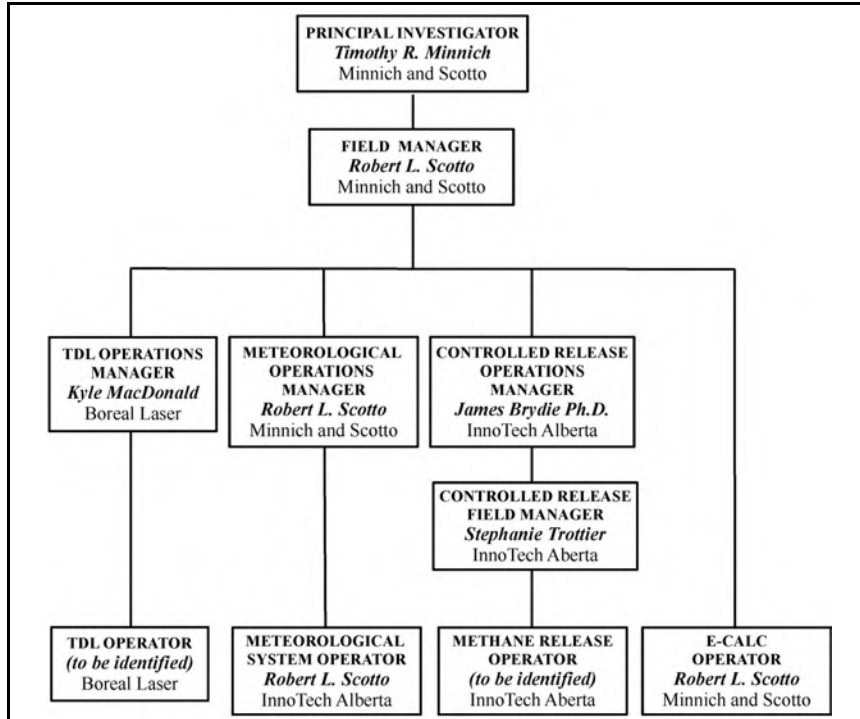 PRINCIPAL INVESTIGATOR
Timothy R. Minnich
Minnich and Scotto
FIELD MANAGER
Robert L. Scotto
Minnich and Scotto
TDL OPERATIONS
MANAGER
Kyle MacDonald
Boreal Laser
METEOROLOGICAL
OPERATIONS
MANAGER
Robert L. Scotto
Minnich and Scotto
CONTROLLED RELEASE
OPERATIONS
MANAGER
James Brydie Ph.D.
InnoTech Alberta
CONTROLLED RELEASE
FIELD MANAGER
Stephanie Trottier
InnoTech Aberta
TDL OPERATOR
(to be identified)
Boreal Laser
METEOROLOGICAL
SYSTEM OPERATOR
Robert L. Scotto
InnoTech Alberta
METHANE RELEASE
OPERATOR
(to be identified)
InnoTech Aberta
E-CALC
OPERATOR
Robert L. Scotto
Minnich and Scotto